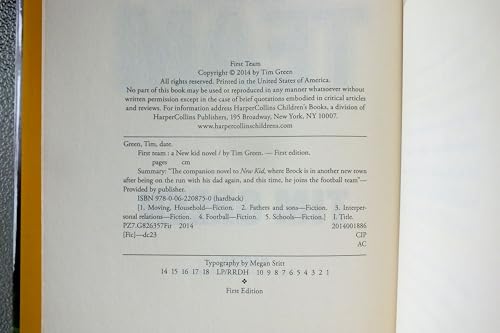 First Team
Copyright © 2014 by Tim Green
All rights reserved. Printed in the United States of America.
No part of this book may be used or reproduced in any manner whatsoever without
written permission except in the case of brief quotations embodied in critical articles
and reviews. For information address HarperCollins Children's Books, a division of
HarperCollins Publishers, 195 Broadway, New York, NY 10007.
www.harpercollinschildrens.com
Green, Tim, date.
First team : a New kid novel / by Tim Green. — First edition.
pages cm
Summary: "The companion novel to New Kid, where Brock is in another new town
after being on the run with his dad again, and this time, he joins the football team"—
Provided by publisher.
ISBN 978-0-06-220875-0 (hardback)
[1. Moving, Household—Fiction. 2. Fathers and sons—Fiction. 3. Interper-
sonal relations—Fiction. 4. Football—Fiction. 5. Schools—Fiction.] I. Title.
PZ7.G826357Fir 2014 2014001886
[Fic]—dc23 CIP
AC
Typography by Megan Stitt
14 15 16 17 18 LP/RRDH 10 9 8 7 6 5 4 3 2 1
❖
First Edition